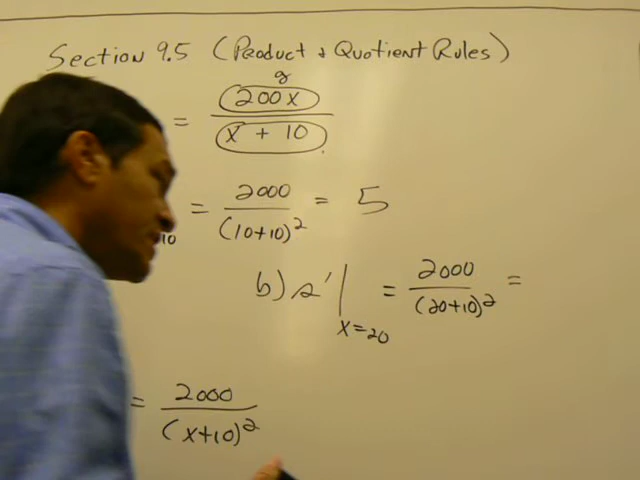 Section 9.5 (Product & Quotient Rules)
g
= 200x / x + 10
10 = 2000 / (10+10)² = 5
b) s' | x=20 = 2000 / (20+10)² =
= 2000 / (x+10)²